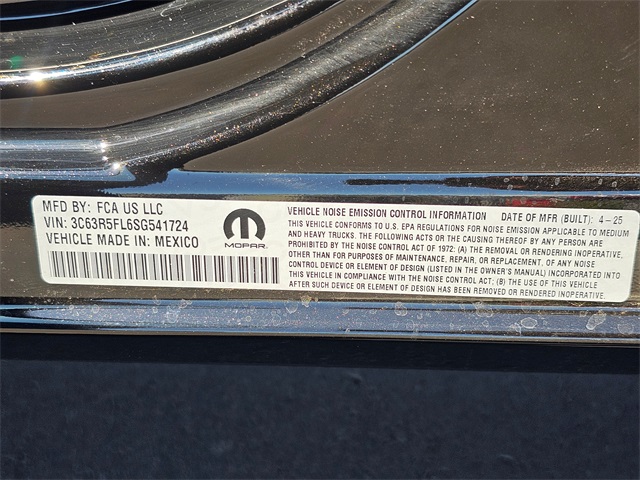 MFD BY: FCA US LLC
VIN: 3C63R5FL6SG541724
VEHICLE MADE IN: MEXICO
MOPAR
VEHICLE NOISE EMISSION CONTROL INFORMATION DATE OF MFR (BUILT): 4-25
THIS VEHICLE CONFORMS TO U.S. EPA REGULATIONS FOR NOISE EMISSION APPLICABLE TO MEDIUM
AND HEAVY TRUCKS. THE FOLLOWING ACTS OR THE CAUSING THEREOF BY ANY PERSON ARE
PROHIBITED BY THE NOISE CONTROL ACT OF 1972: (A) THE REMOVAL OR RENDERING INOPERATIVE,
OTHER THAN FOR PURPOSES OF MAINTENANCE, REPAIR, OR REPLACEMENT, OF ANY NOISE
CONTROL DEVICE OR ELEMENT OF DESIGN (LISTED IN THE OWNER'S MANUAL) INCORPORATED INTO
THIS VEHICLE IN COMPLIANCE WITH THE NOISE CONTROL ACT; (B) THE USE OF THIS VEHICLE
AFTER SUCH DEVICE OR ELEMENT OF DESIGN HAS BEEN REMOVED OR RENDERED INOPERATIVE.